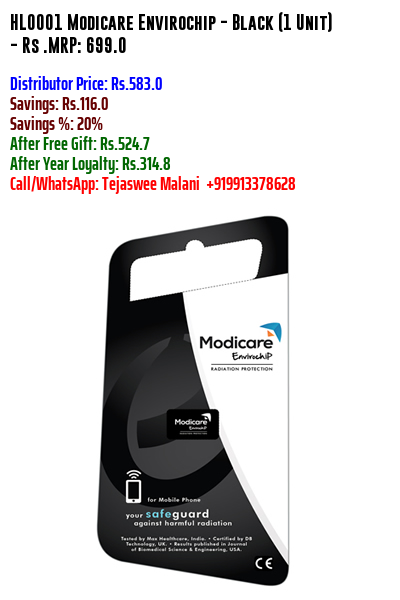 HL0001 Modicare Envirochip - Black (1 Unit)
- Rs .MRP: 699.0
Distributor Price: Rs.583.0
Savings: Rs.116.0
Savings %: 20%
After Free Gift: Rs.524.7
After Year Loyalty: Rs.314.8
Call/WhatsApp: Tejaswee Malani +919913378628
Modicare
EnvirochiP
RADIATION PROTECTION
Modicare
EnvirochiP
for Mobile Phone
your safeguard
against harmful radiation
Tested by Max Healthcare, India. • Certified by DB
Technology, UK. • Results published in Journal
of Biomedical Science & Engineering, USA.
CE